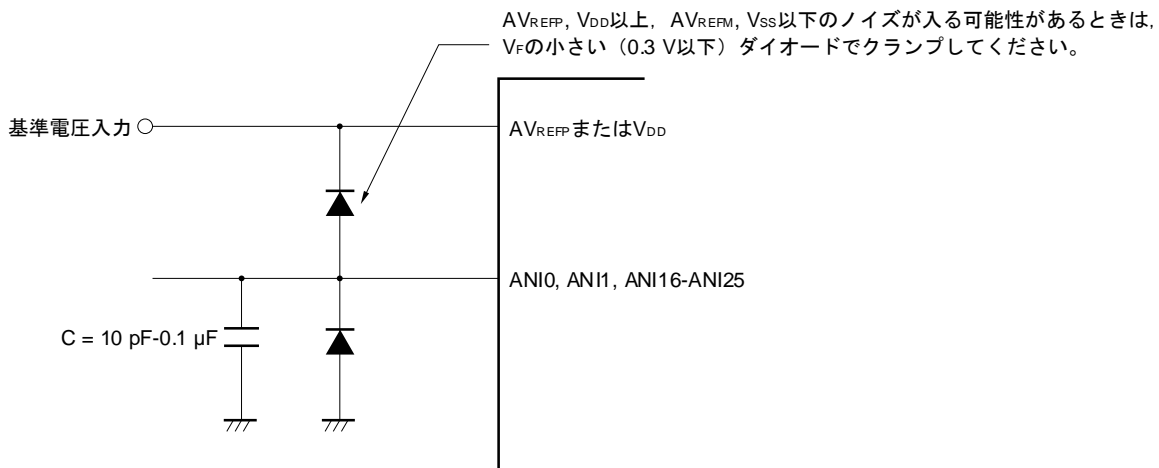 AVREFP, VDD以上，AVREFM, VSS以下のノイズが入る可能性があるときは，
VFの小さい（0.3 V以下）ダイオードでクランプしてください。
基準電圧入力
AVREFPまたはVDD
ANI0, ANI1, ANI16-ANI25
C = 10 pF-0.1 μF